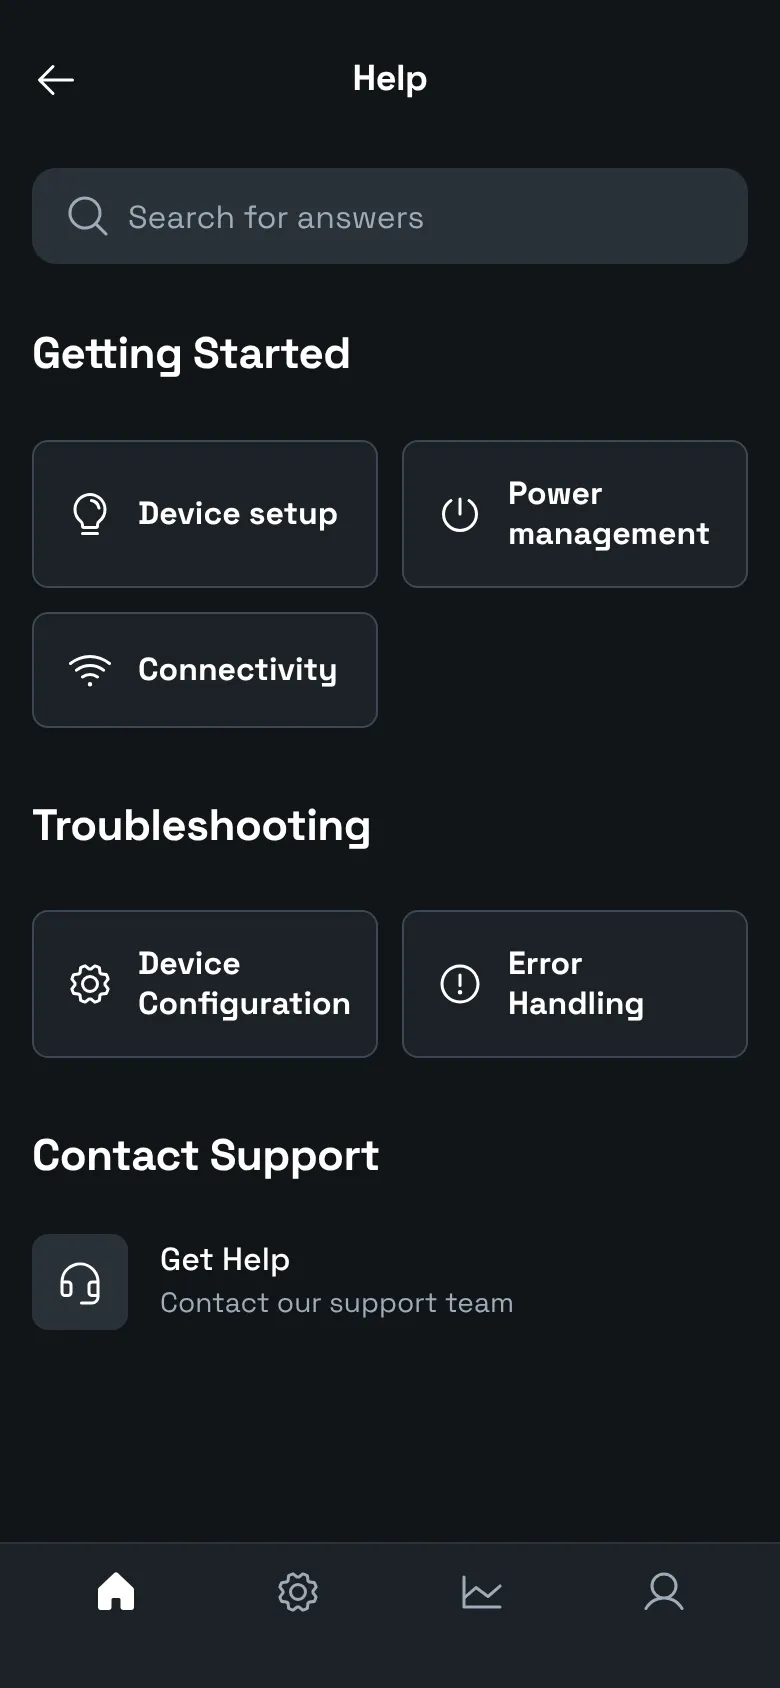 Help
Search for answers
Getting Started
Device setup
Power
management
Connectivity
Troubleshooting
Device
Configuration
Error
Handling
Contact Support
Get Help
Contact our support team